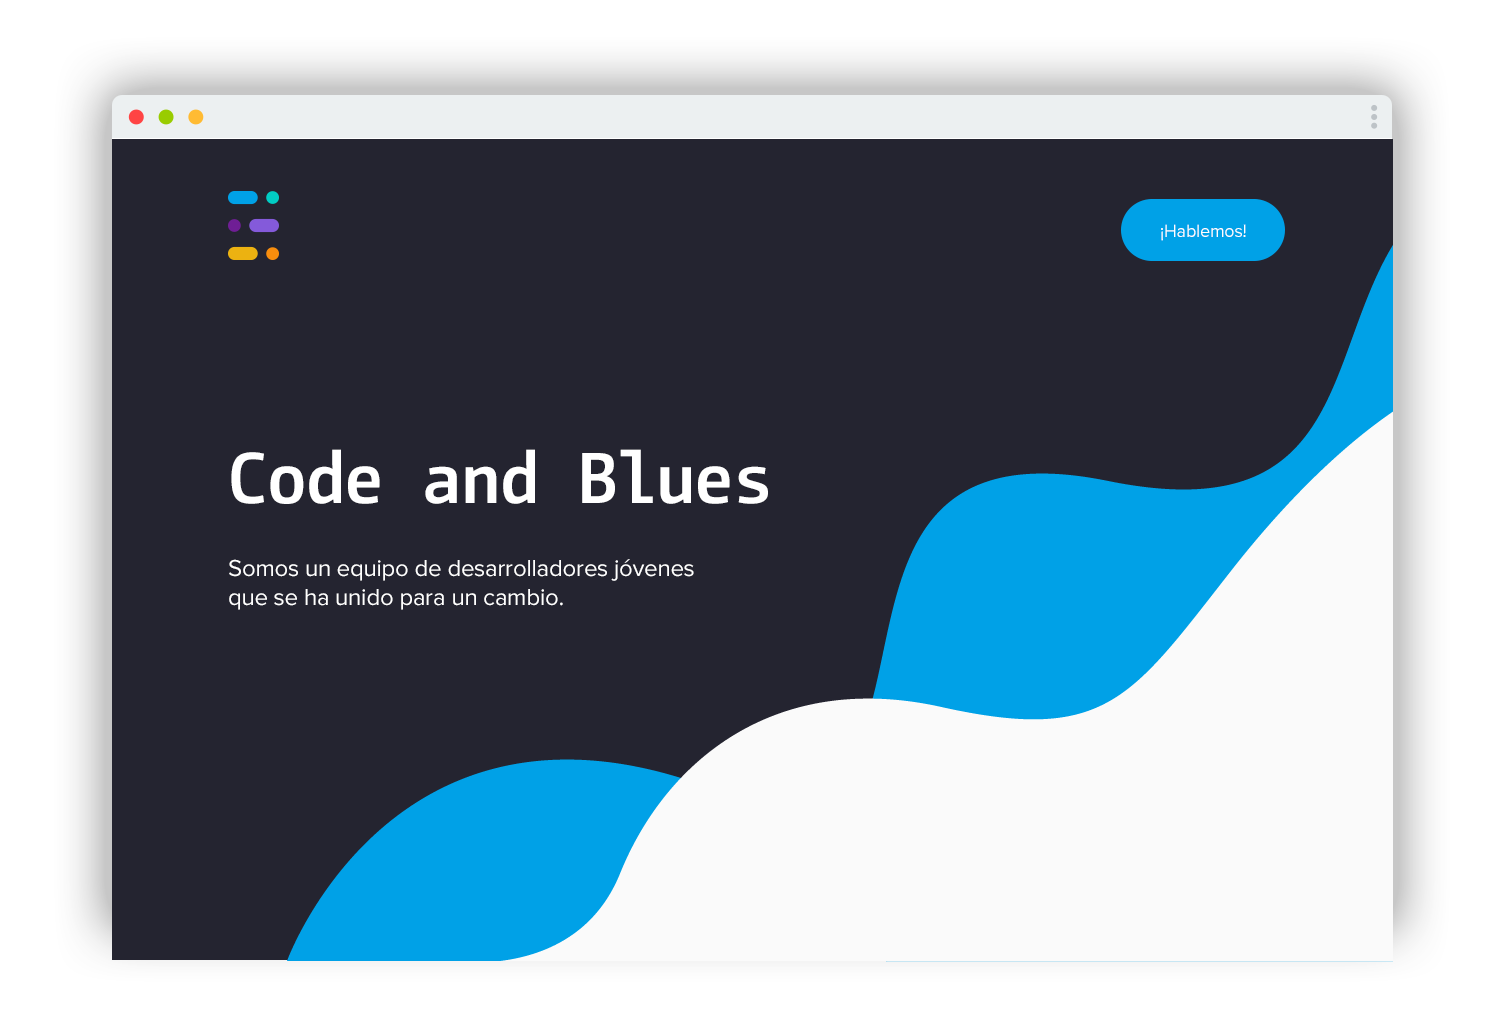 ¡Hablemos!
Code and Blues
Somos un equipo de desarrolladores jóvenes
que se ha unido para un cambio.